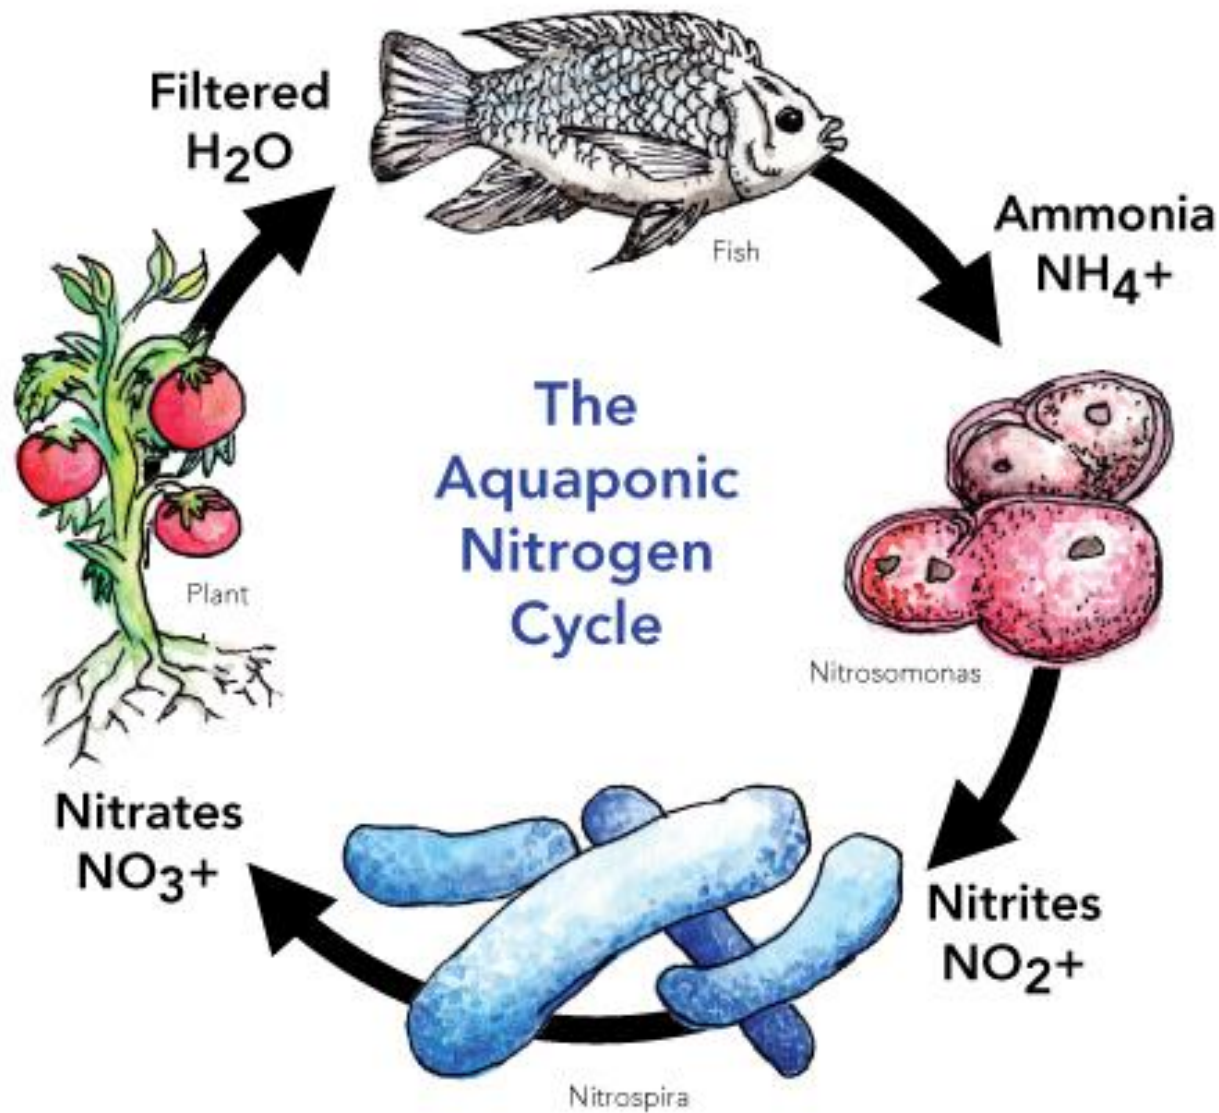 Filtered
H2O
Fish
Ammonia
NH4+
The
Aquaponic
Nitrogen
Cycle
Plant
Nitrosomonas
Nitrates
NO3+
Nitrites
NO2+
Nitrospira